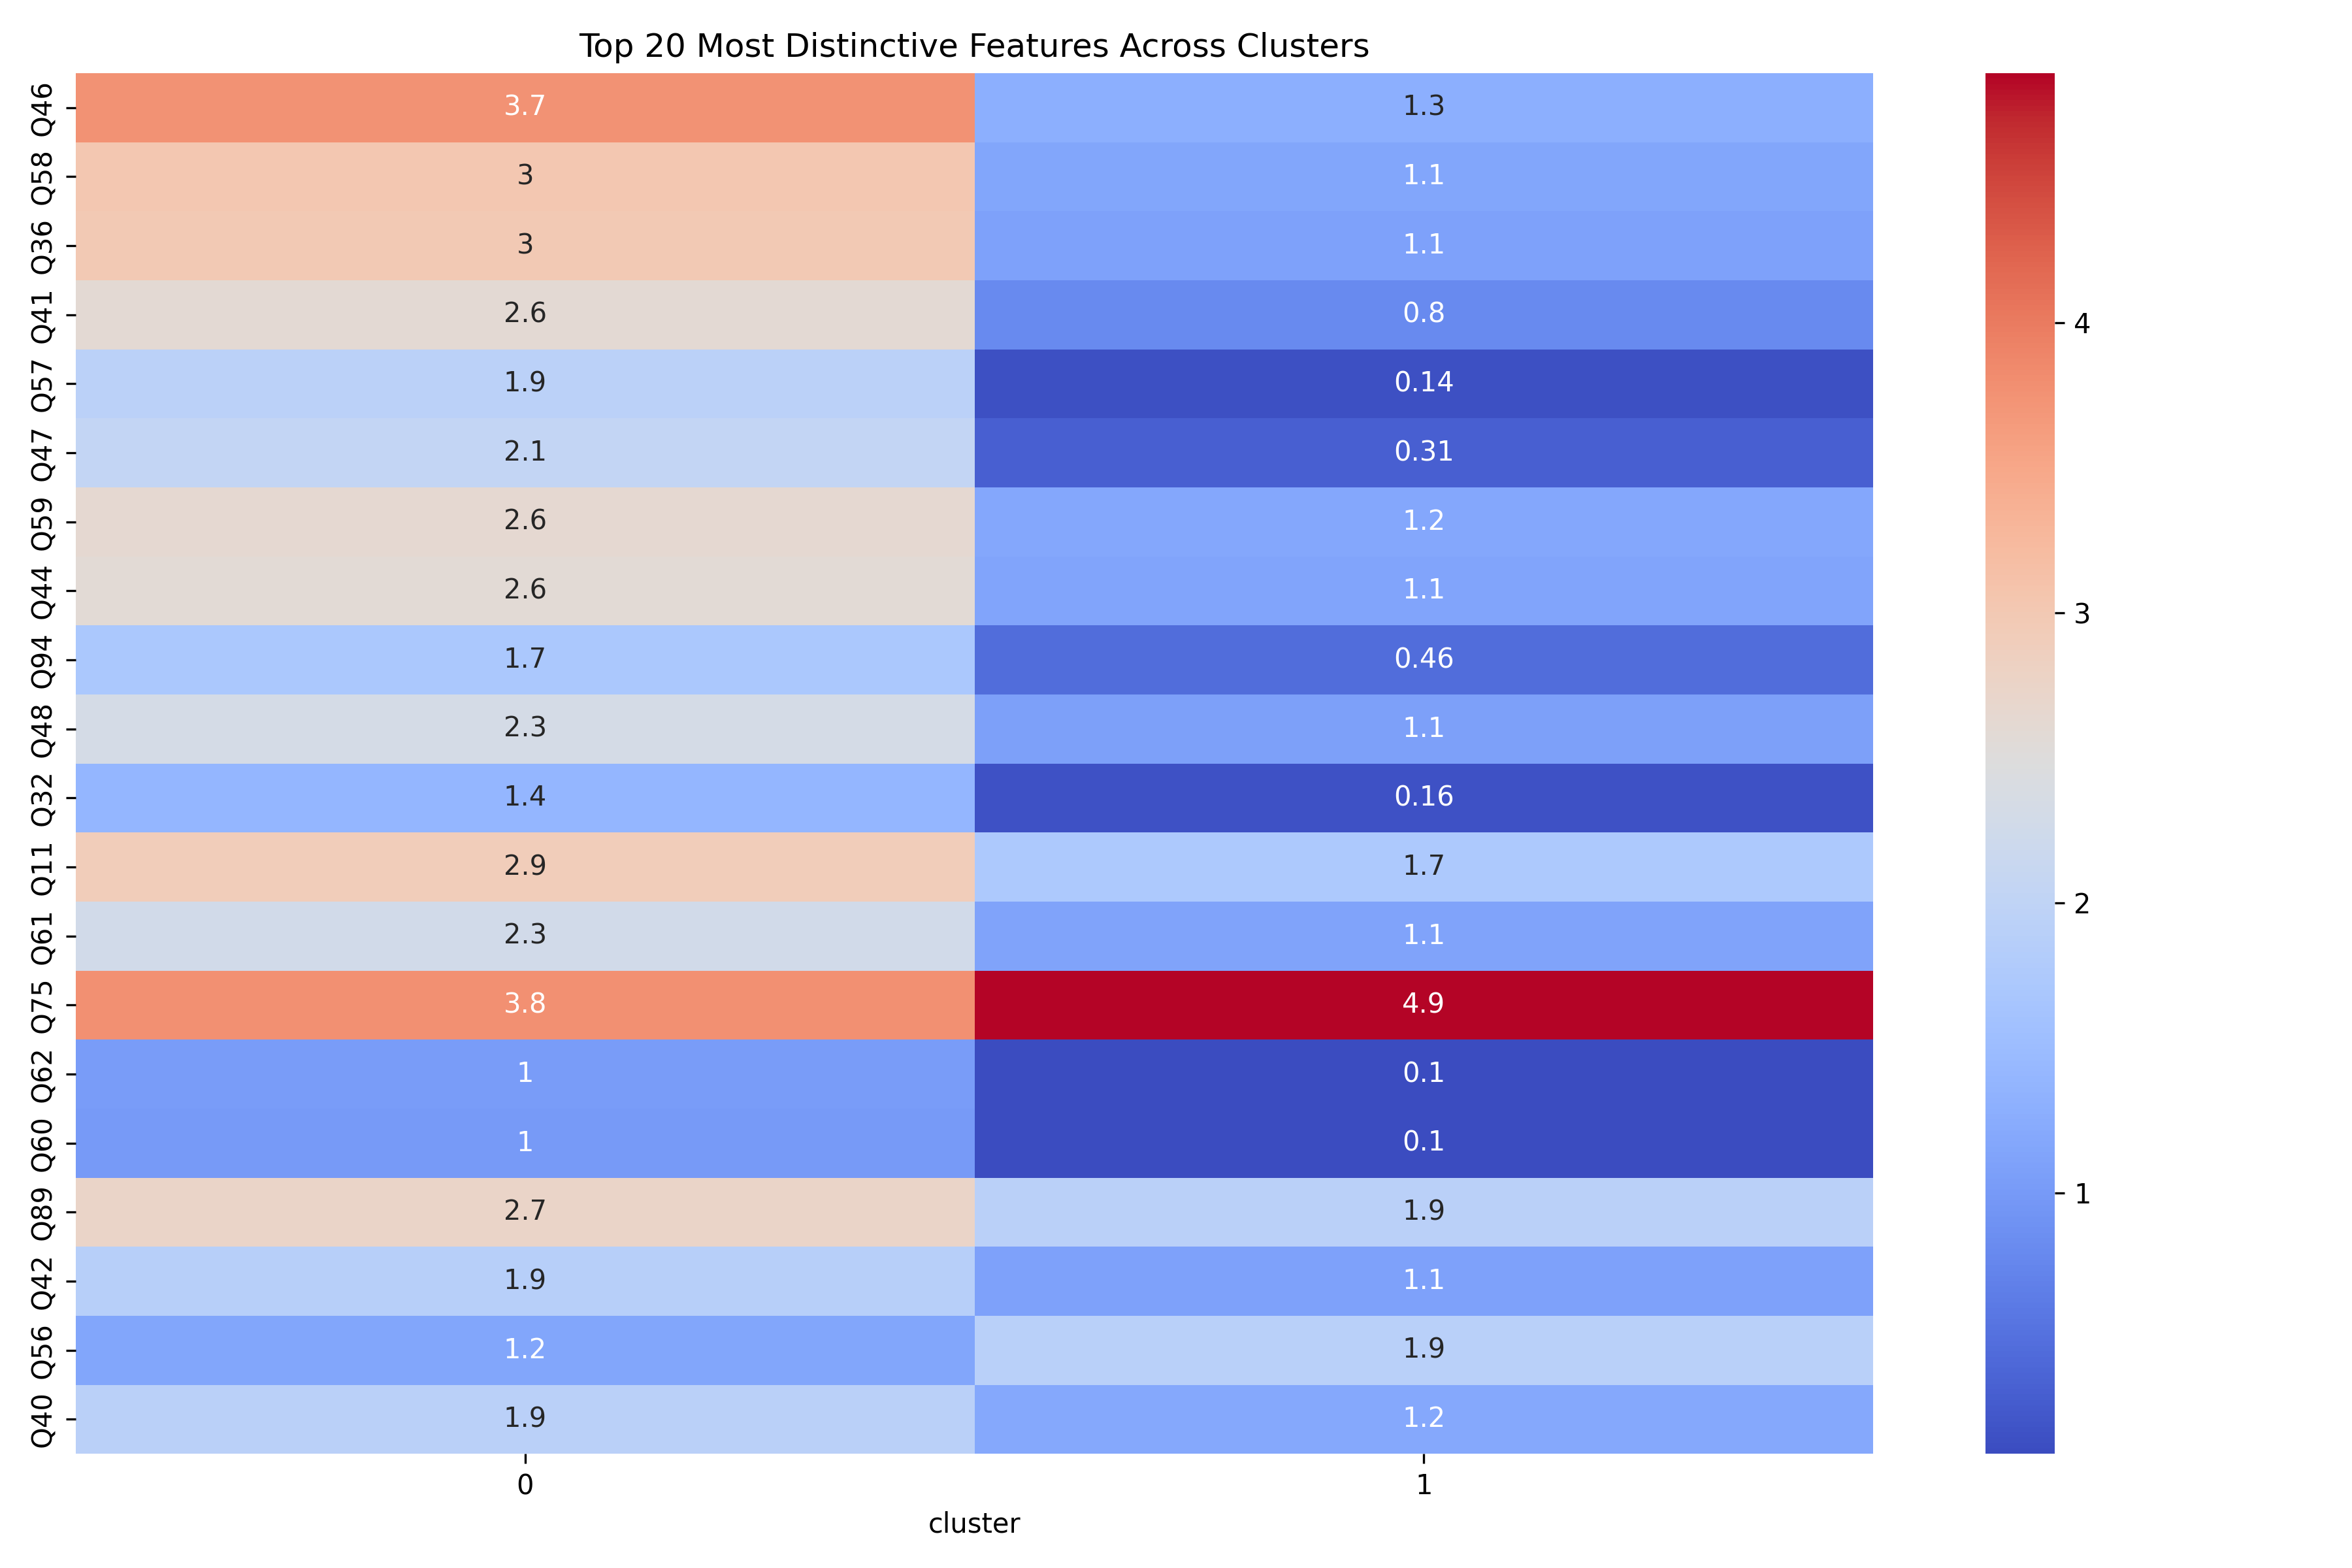 Top 20 Most Distinctive Features Across Clusters
Q46 3.7 1.3
Q58 3 1.1
Q36 3 1.1
Q41 2.6 0.8
Q57 1.9 0.14
Q47 2.1 0.31
Q59 2.6 1.2
Q44 2.6 1.1
Q94 1.7 0.46
Q48 2.3 1.1
Q32 1.4 0.16
Q11 2.9 1.7
Q61 2.3 1.1
Q75 3.8 4.9
Q62 1 0.1
Q60 1 0.1
Q89 2.7 1.9
Q42 1.9 1.1
Q56 1.2 1.9
Q40 1.9 1.2
0 1
cluster
4
3
2
1